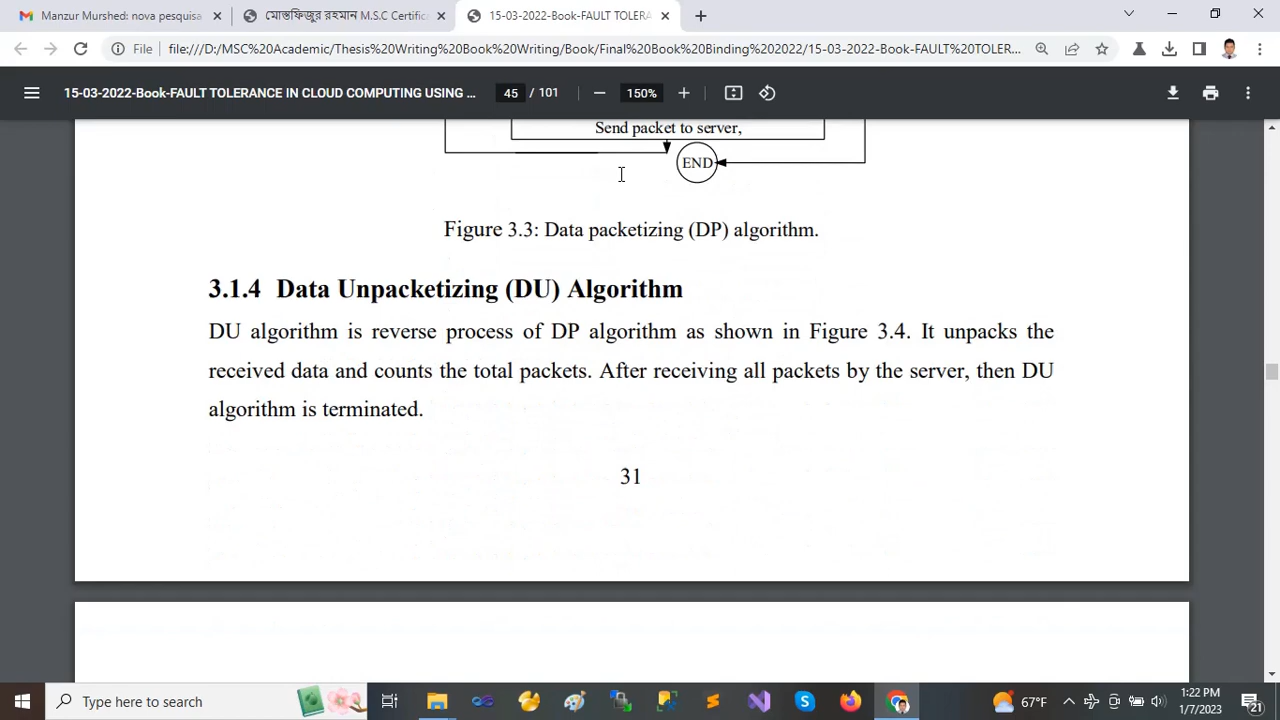 Manzur Murshed: nova pesquisa
মোস্তফিজুর রহমান M.S.C Certific
15-03-2022-Book-FAULT TOLERA
File
file:///D:/MSC%20Academic/Thesis%20Writing%20Book%20Writing/Book/Final%20Book%20Binding%202022/15-03-2022-Book-FAULT%20TOLER...
15-03-2022-Book-FAULT TOLERANCE IN CLOUD COMPUTING USING ...
45 / 101
150%
Send packet to server,
END
Figure 3.3: Data packetizing (DP) algorithm.
3.1.4 Data Unpacketizing (DU) Algorithm
DU algorithm is reverse process of DP algorithm as shown in Figure 3.4. It unpacks the
received data and counts the total packets. After receiving all packets by the server, then DU
algorithm is terminated.
31
Type here to search
67°F
1:22 PM
1/7/2023
21